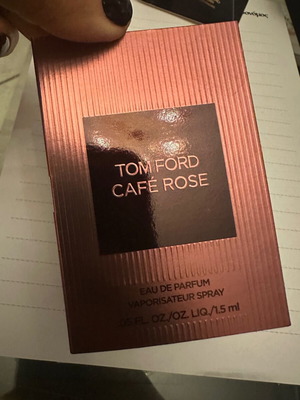 TOM FORD
CAFÉ ROSE
EAU DE PARFUM
VAPORISATEUR SPRAY
.05 FL. OZ./OZ. LIQ./1.5 ml